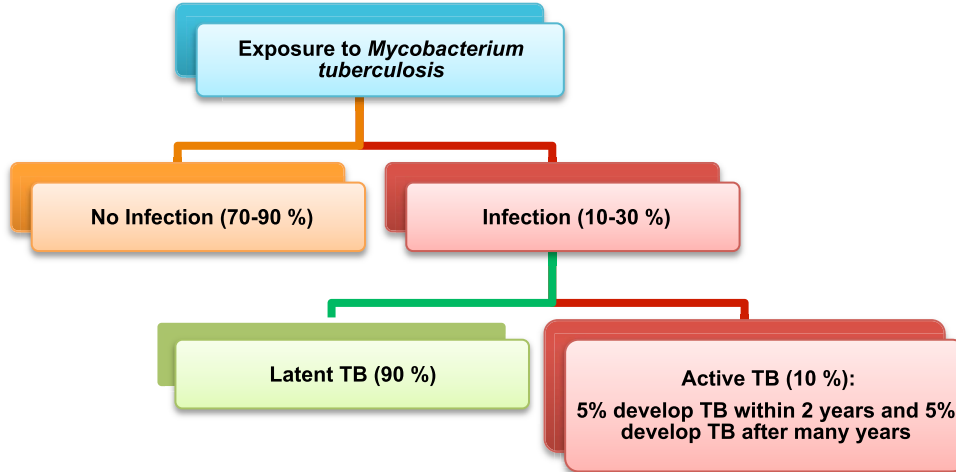 Exposure to Mycobacterium
tuberculosis
No Infection (70-90 %)
Infection (10-30 %)
Latent TB (90 %)
Active TB (10 %):
5% develop TB within 2 years and 5%
develop TB after many years